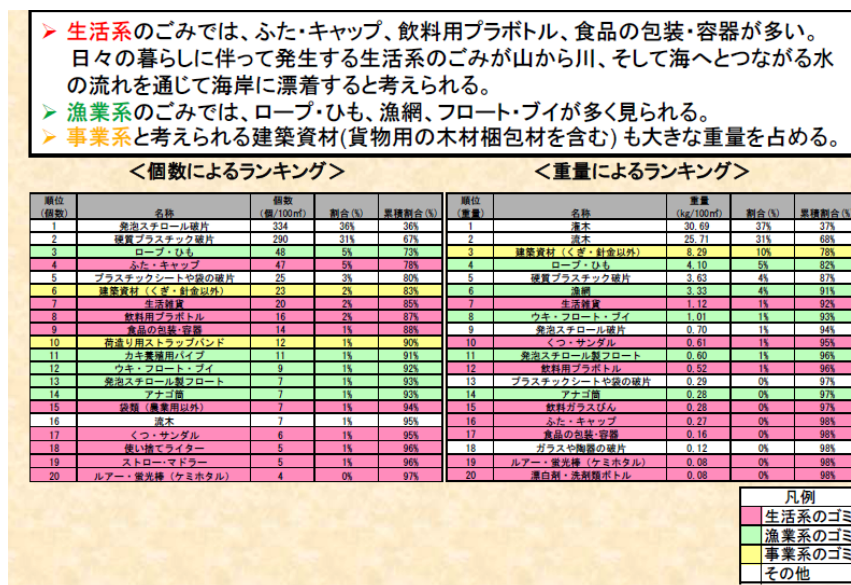 ➢ 生活系のごみでは、ふた・キャップ、飲料用プラボトル、食品の包装・容器が多い。
日々の暮らしに伴って発生する生活系のごみが山から川、そして海へとつながる水
の流れを通じて海岸に漂着すると考えられる。
➢ 漁業系のごみでは、ロープ・ひも、漁網、フロート・ブイが多く見られる。
➢ 事業系と考えられる建築資材(貨物用の木材梱包材を含む) も大きな重量を占める。
＜個数によるランキング＞
順位(個数) 名称 個数(個/100㎡) 割合(%) 累積割合(%)
1 発泡スチロール破片 334 36% 36%
2 硬質プラスチック破片 290 31% 67%
3 ロープ・ひも 48 5% 73%
4 ふた・キャップ 47 5% 78%
5 プラスチックシートや袋の破片 25 3% 80%
6 建築資材（くぎ・針金以外） 23 2% 83%
7 生活雑貨 20 2% 85%
8 飲料用プラボトル 16 2% 87%
9 食品の包装・容器 14 1% 88%
10 荷造り用ストラップバンド 12 1% 90%
11 カキ養殖用パイプ 11 1% 91%
12 ウキ・フロート・ブイ 9 1% 92%
13 発泡スチロール製フロート 7 1% 93%
14 アナゴ筒 7 1% 93%
15 袋類（農業用以外） 7 1% 94%
16 流木 7 1% 95%
17 くつ・サンダル 6 1% 95%
18 使い捨てライター 5 1% 96%
19 ストロー・マドラー 5 1% 96%
20 ルアー・蛍光棒（ケミホタル） 4 0% 97%
＜重量によるランキング＞
順位(重量) 名称 重量(kg/100㎡) 割合(%) 累積割合(%)
1 灌木 30.69 37% 37%
2 流木 25.71 31% 68%
3 建築資材（くぎ・針金以外） 8.29 10% 78%
4 ロープ・ひも 4.10 5% 82%
5 硬質プラスチック破片 3.63 4% 87%
6 漁網 3.33 4% 91%
7 生活雑貨 1.12 1% 92%
8 ウキ・フロート・ブイ 1.01 1% 93%
9 発泡スチロール破片 0.70 1% 94%
10 くつ・サンダル 0.61 1% 95%
11 発泡スチロール製フロート 0.60 1% 96%
12 飲料用プラボトル 0.52 1% 96%
13 プラスチックシートや袋の破片 0.29 0% 97%
14 アナゴ筒 0.28 0% 97%
15 飲料ガラスびん 0.28 0% 97%
16 ふた・キャップ 0.27 0% 98%
17 食品の包装・容器 0.16 0% 98%
18 ガラスや陶器の破片 0.12 0% 98%
19 ルアー・蛍光棒（ケミホタル） 0.08 0% 98%
20 漂白剤・洗剤類ボトル 0.08 0% 98%
凡例
生活系のゴミ
漁業系のゴミ
事業系のゴミ
その他